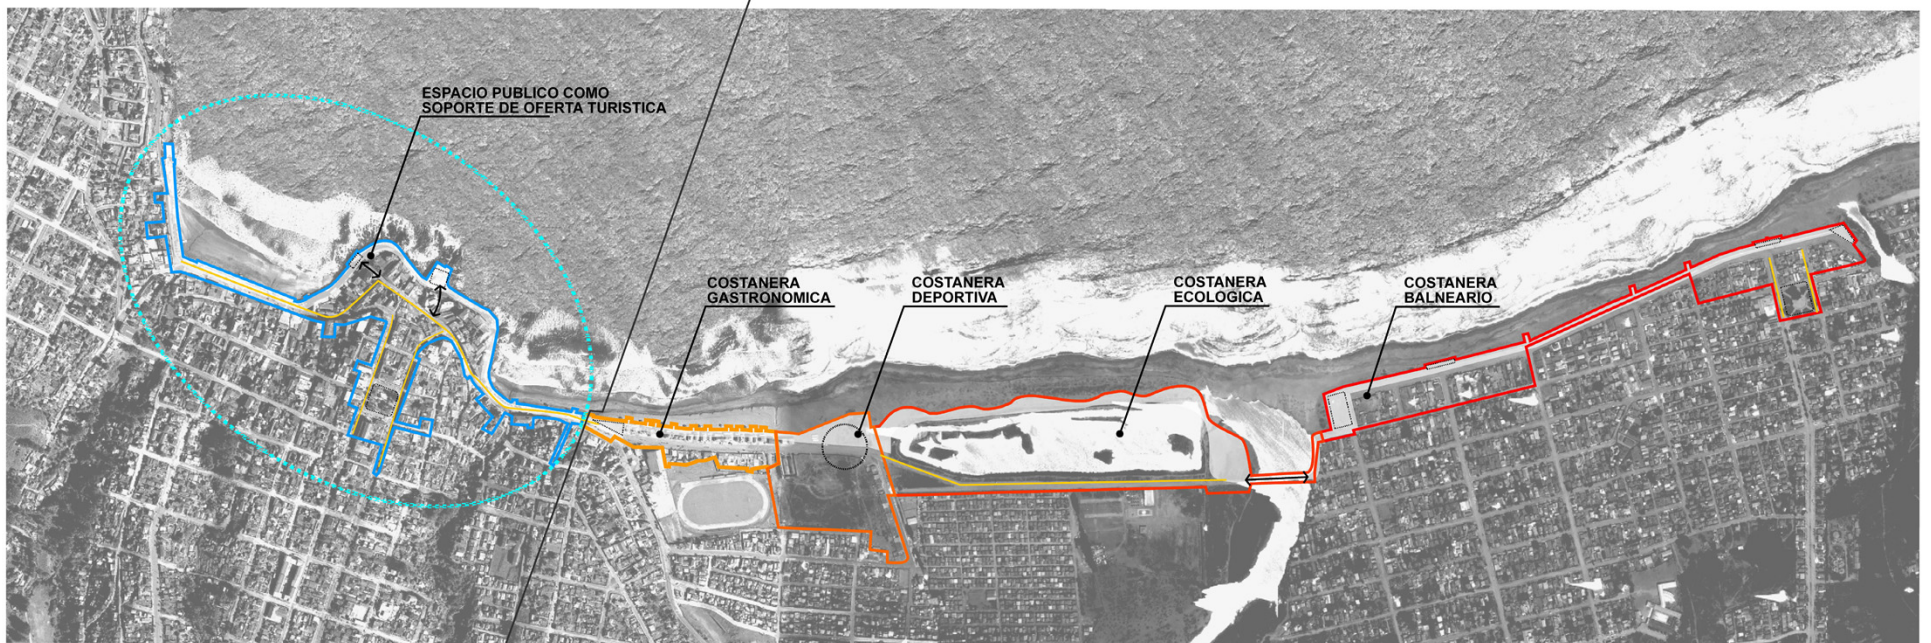 ESPACIO PUBLICO COMO
SOPORTE DE OFERTA TURISTICA
COSTANERA
GASTRONOMICA
COSTANERA
DEPORTIVA
COSTANERA
ECOLOGICA
COSTANERA
BALNEARIO